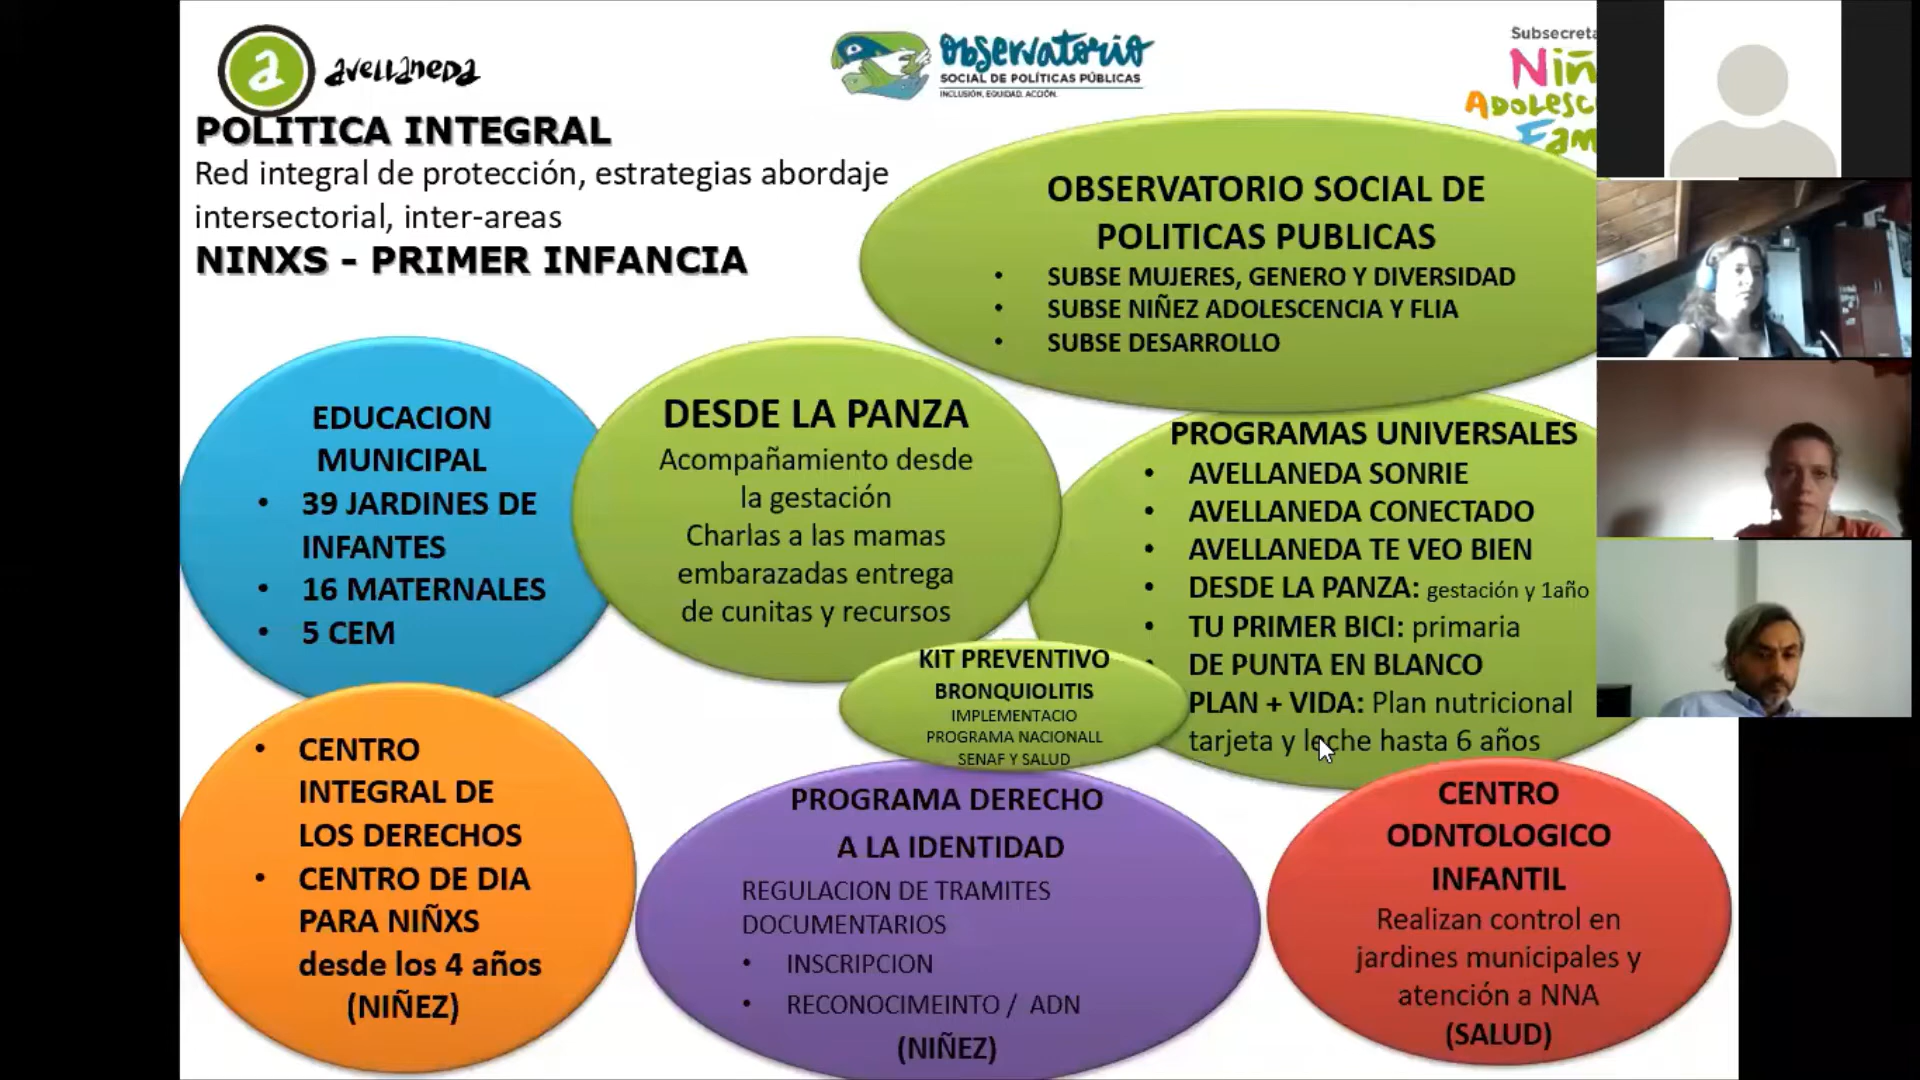 a
avellaneda
observatorio
SOCIAL DE POLÍTICAS PÚBLICAS
INCLUSIÓN, EQUIDAD, ACCIÓN.
POLITICA INTEGRAL
Red integral de protección, estrategias abordaje
intersectorial, inter-areas
NINXS - PRIMER INFANCIA
OBSERVATORIO SOCIAL DE
POLITICAS PUBLICAS
• SUBSE MUJERES, GENERO Y DIVERSIDAD
• SUBSE NIÑEZ ADOLESCENCIA Y FLIA
• SUBSE DESARROLLO
EDUCACION
MUNICIPAL
• 39 JARDINES DE
INFANTES
• 16 MATERNALES
• 5 CEM
DESDE LA PANZA
Acompañamiento desde
la gestación
Charlas a las mamas
embarazadas entrega
de cunitas y recursos
PROGRAMAS UNIVERSALES
• AVELLANEDA SONRIE
• AVELLANEDA CONECTADO
• AVELLANEDA TE VEO BIEN
• DESDE LA PANZA: gestación y 1año
• TU PRIMER BICI: primaria
• DE PUNTA EN BLANCO
PLAN + VIDA: Plan nutricional
tarjeta y leche hasta 6 años
KIT PREVENTIVO
BRONQUIOLITIS
IMPLEMENTACIO
PROGRAMA NACIONALL
SENAF Y SALUD
• CENTRO
INTEGRAL DE
LOS DERECHOS
• CENTRO DE DIA
PARA NIÑXS
desde los 4 años
(NIÑEZ)
PROGRAMA DERECHO
A LA IDENTIDAD
REGULACION DE TRAMITES
DOCUMENTARIOS
• INSCRIPCION
• RECONOCIMEINTO / ADN
(NIÑEZ)
CENTRO
ODNTOLOGICO
INFANTIL
Realizan control en
jardines municipales y
atención a NNA
(SALUD)